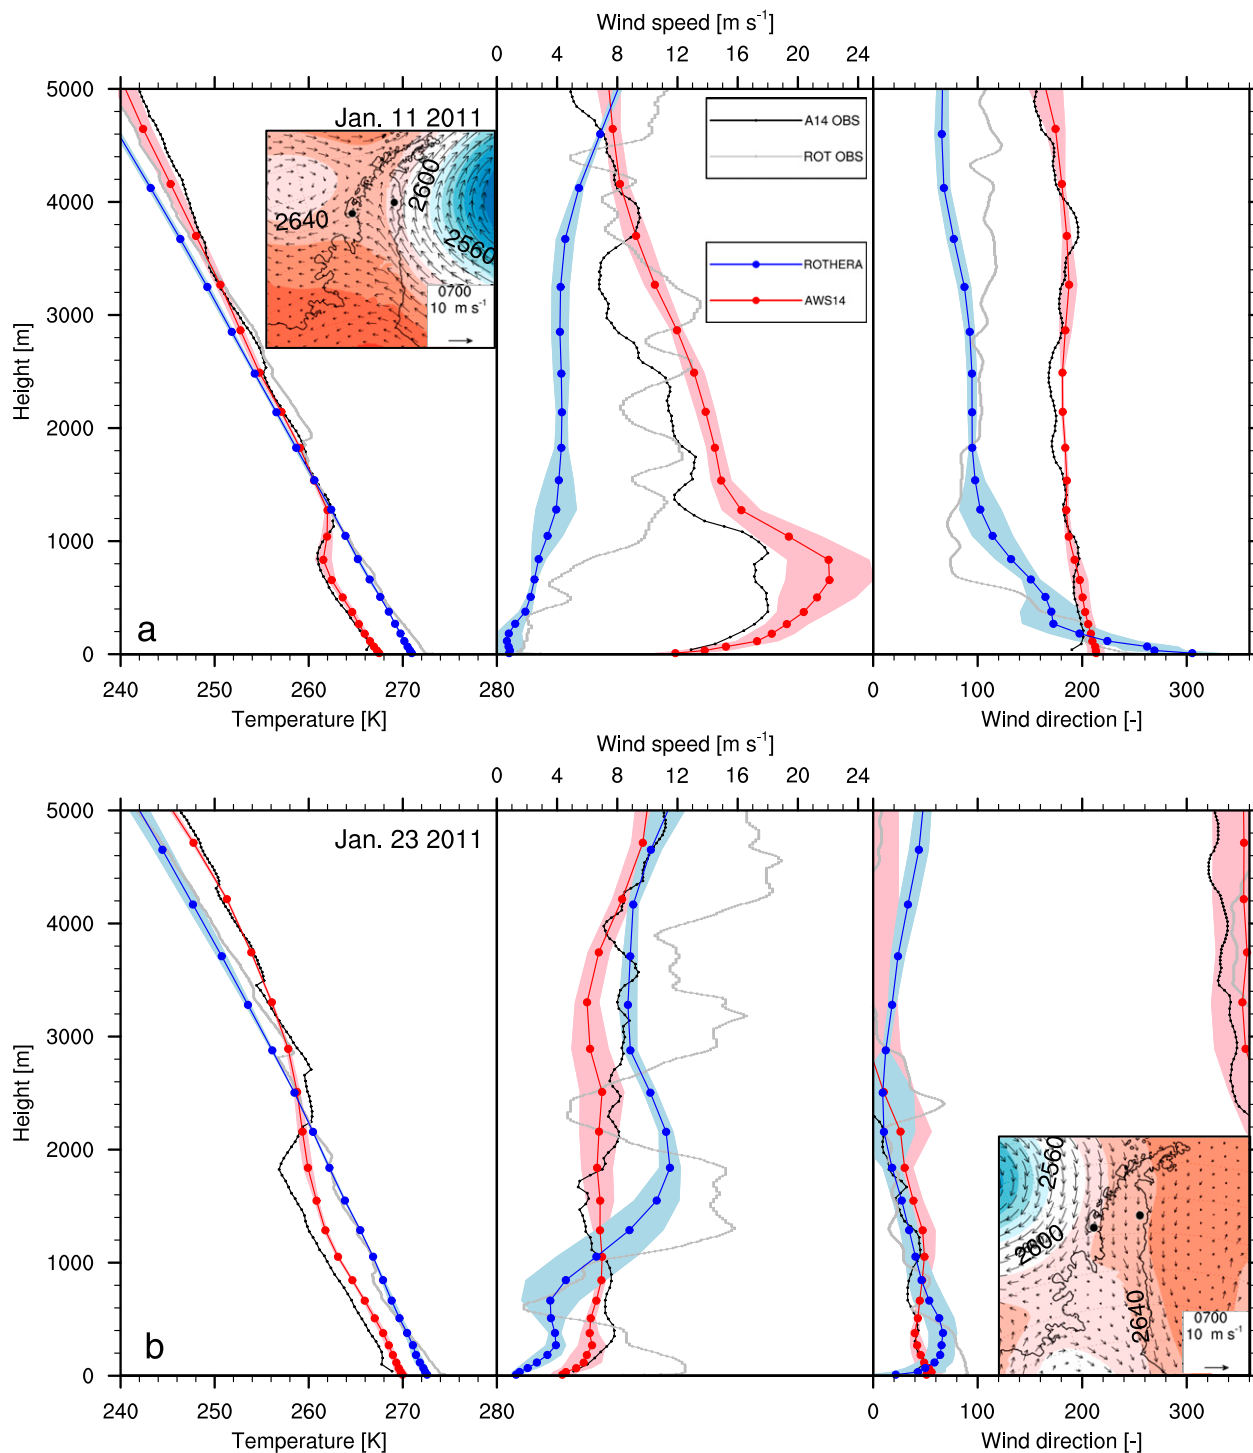 Wind speed [m s-1]
0 4 8 12 16 20 24
5000
4000
3000
2000
1000
0
Height [m]
Jan. 11 2011
2640
2600
2560
0700
10 m s-1
A14 OBS
ROT OBS
ROTHERA
AWS14
a
240 250 260 270 280
0 100 200 300
Temperature [K]
Wind direction [-]
Wind speed [m s-1]
0 4 8 12 16 20 24
5000
4000
3000
2000
1000
0
Height [m]
Jan. 23 2011
2560
2600
2640
0700
10 m s-1
b
240 250 260 270 280
0 100 200 300
Temperature [K]
Wind direction [-]